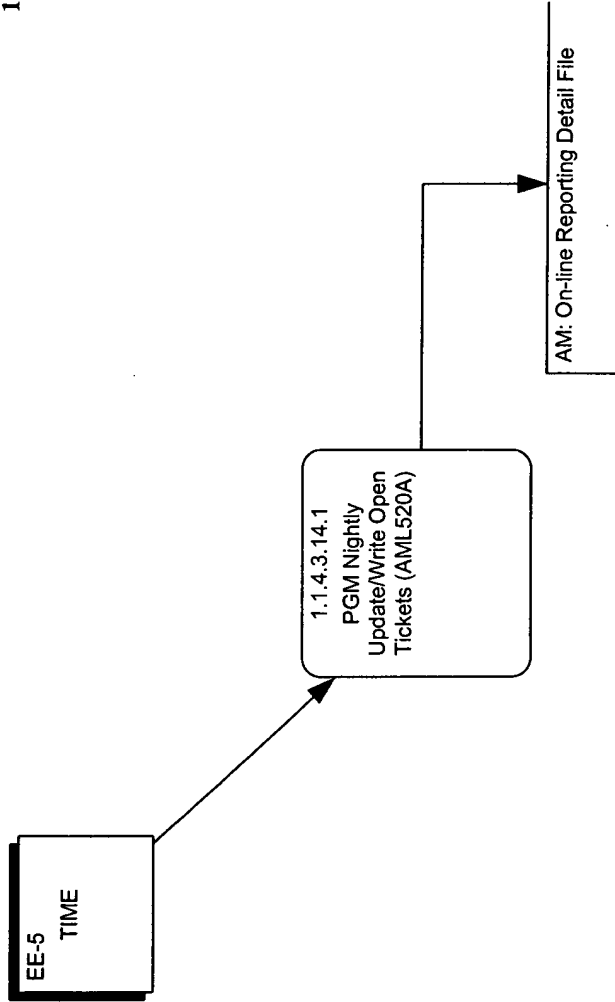 1
EE-5
TIME
1.1.4.3.14.1
PGM Nightly
Update/Write Open
Tickets (AML520A)
AM: On-line Reporting Detail File